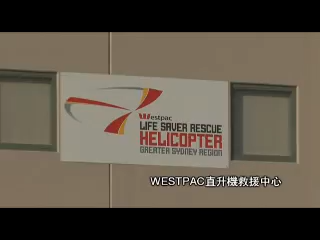 Westpac
LIFE SAVER RESCUE
HELICOPTER
GREATER SYDNEY REGION
WESTPAC直升機救援中心